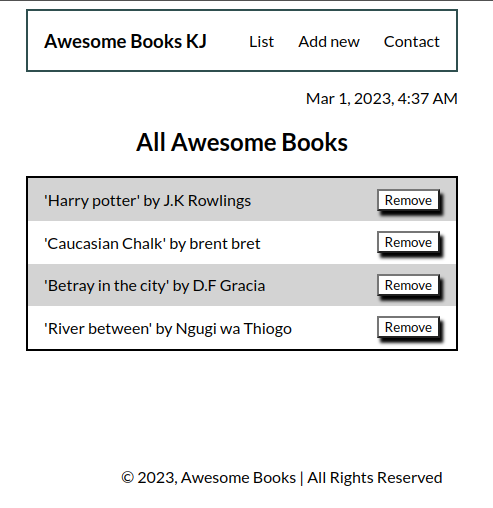 Awesome Books KJ List Add new Contact
Mar 1, 2023, 4:37 AM
All Awesome Books
'Harry potter' by J.K Rowlings Remove
'Caucasian Chalk' by brent bret Remove
'Betray in the city' by D.F Gracia Remove
'River between' by Ngugi wa Thiogo Remove
© 2023, Awesome Books | All Rights Reserved